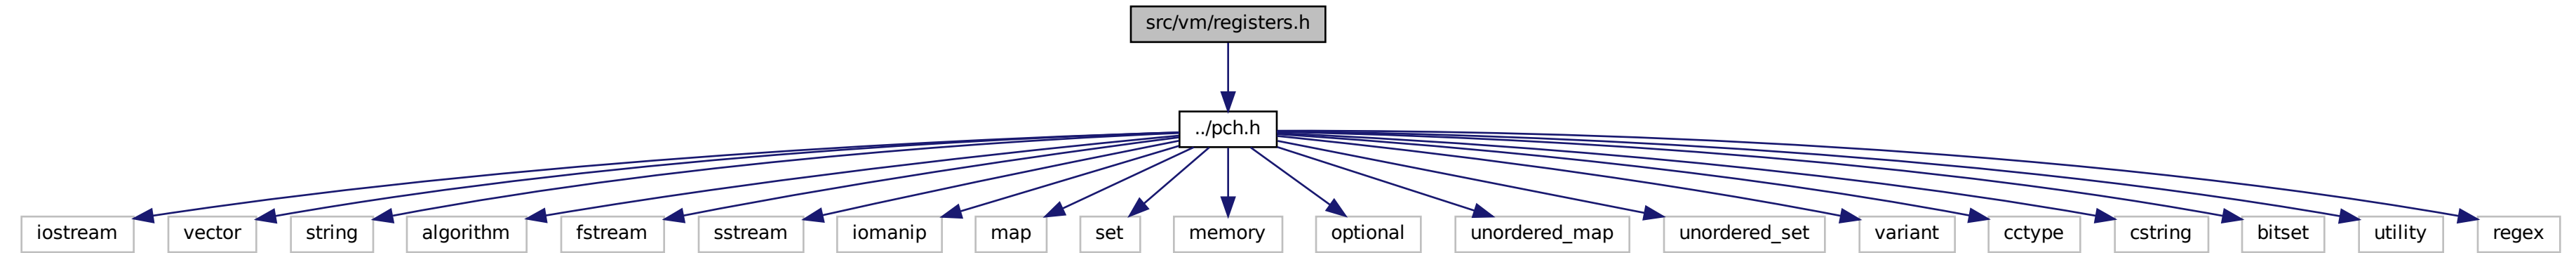 src/vm/registers.h
../pch.h
iostream
vector
string
algorithm
fstream
sstream
iomanip
map
set
memory
optional
unordered_map
unordered_set
variant
cctype
cstring
bitset
utility
regex